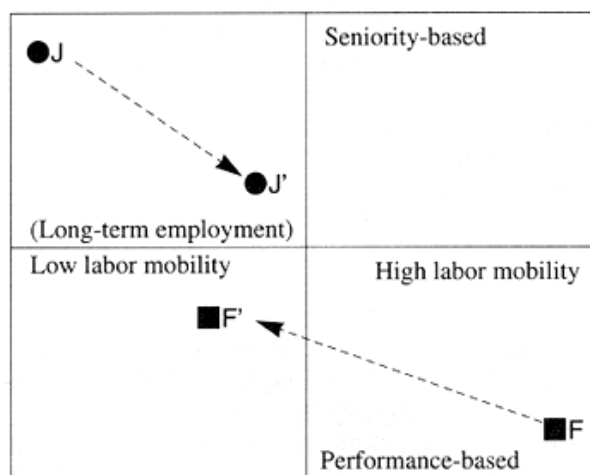 J
Seniority-based
J'
(Long-term employment)
Low labor mobility
High labor mobility
F'
F
Performance-based